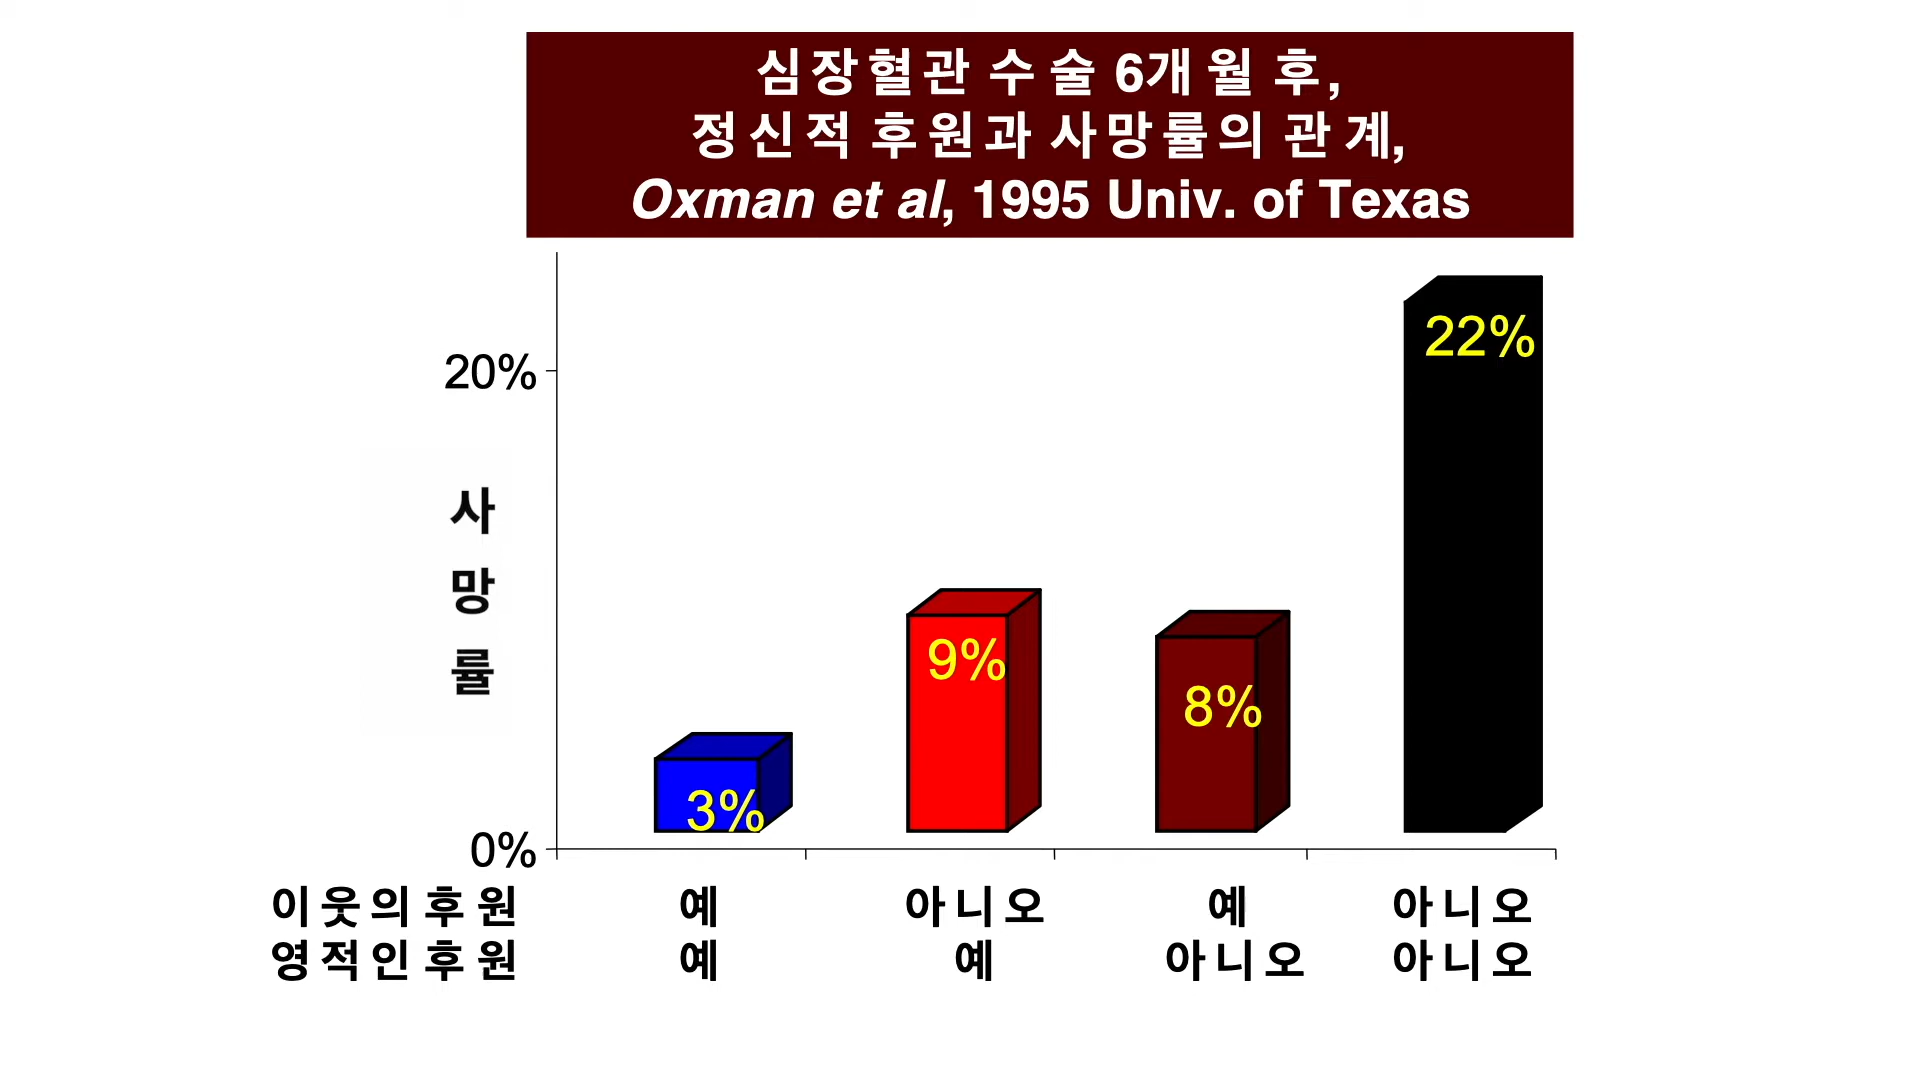 심장혈관 수술 6개월 후,
정신적 후원과 사망률의 관계,
Oxman et al, 1995 Univ. of Texas
22%
20%
사
망
률
9%
8%
3%
0%
이웃의후원 예 아니오 예 아니오
영적인후원 예 예 아니오 아니오